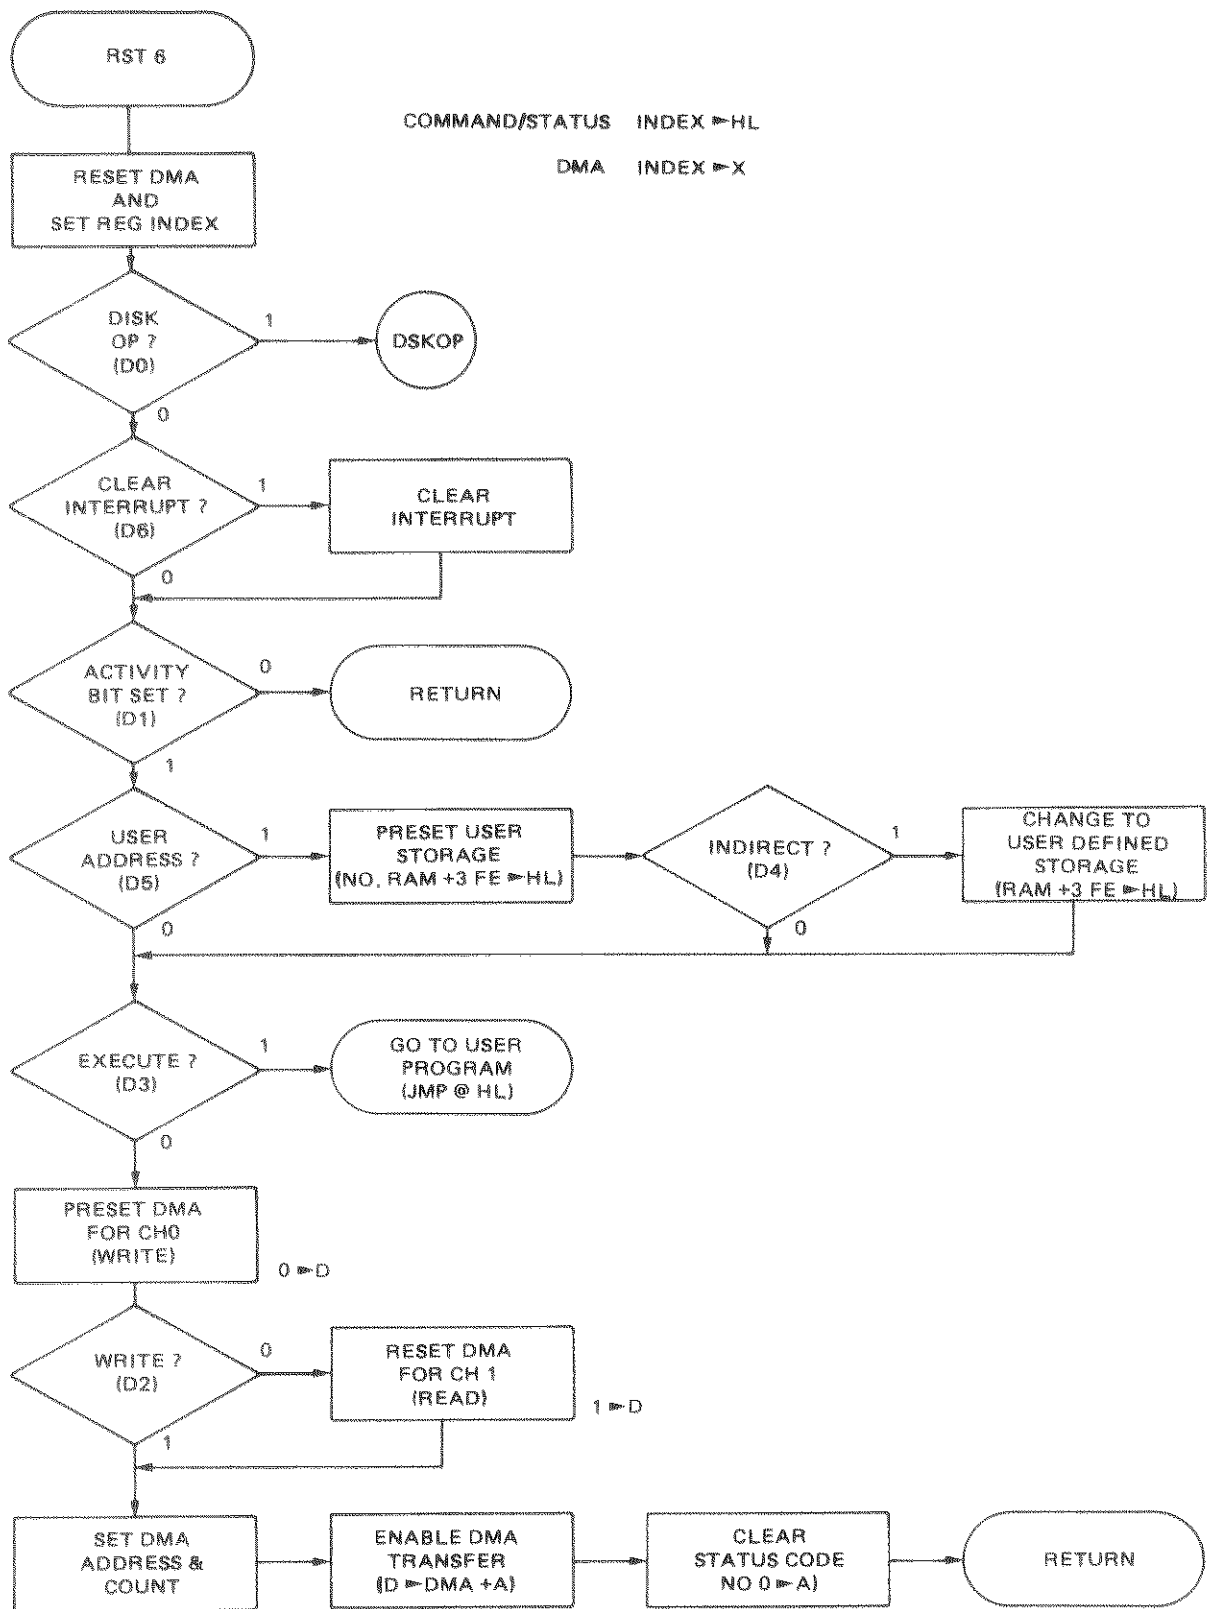 RST 6
COMMAND/STATUS INDEX ►HL
DMA INDEX ►X
RESET DMA
AND
SET REG INDEX
DISK
OP ?
(D0)
1
DSKOP
0
CLEAR
INTERRUPT ?
(D6)
1
CLEAR
INTERRUPT
0
ACTIVITY
BIT SET ?
(D1)
0
RETURN
1
USER
ADDRESS ?
(D5)
1
PRESET USER
STORAGE
(NO, RAM +3 FE ►HL)
INDIRECT ?
(D4)
1
CHANGE TO
USER DEFINED
STORAGE
(RAM +3 FE ►HL)
0
0
EXECUTE ?
(D3)
1
GO TO USER
PROGRAM
(JMP @ HL)
0
PRESET DMA
FOR CH0
(WRITE)
0 ►D
WRITE ?
(D2)
0
RESET DMA
FOR CH 1
(READ)
1 ►D
1
SET DMA
ADDRESS &
COUNT
ENABLE DMA
TRANSFER
(D ►DMA +A)
CLEAR
STATUS CODE
NO 0 ►A)
RETURN